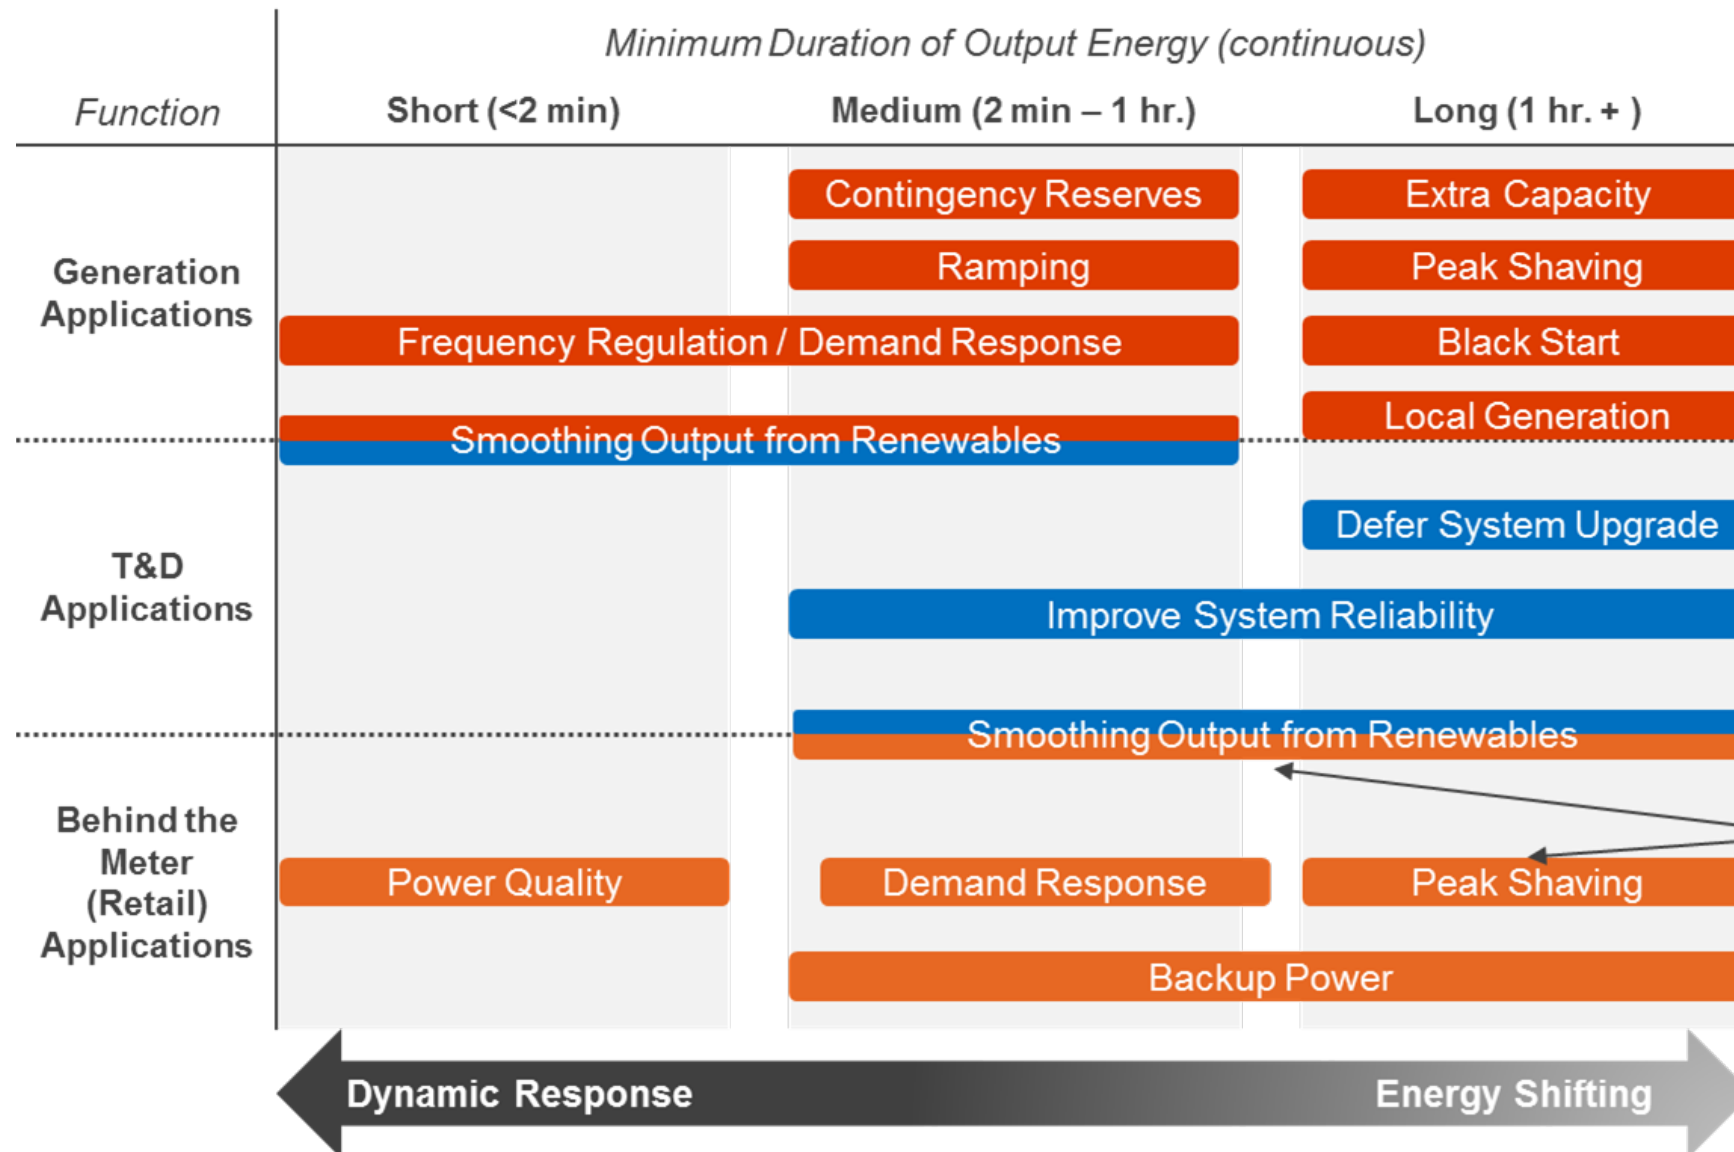 Minimum Duration of Output Energy (continuous)
Function
Short (<2 min)
Medium (2 min – 1 hr.)
Long (1 hr. + )
Generation
Applications
Contingency Reserves
Extra Capacity
Ramping
Peak Shaving
Frequency Regulation / Demand Response
Black Start
Local Generation
Smoothing Output from Renewables
T&D
Applications
Defer System Upgrade
Improve System Reliability
Smoothing Output from Renewables
Behind the
Meter
(Retail)
Applications
Power Quality
Demand Response
Peak Shaving
Backup Power
Dynamic Response
Energy Shifting